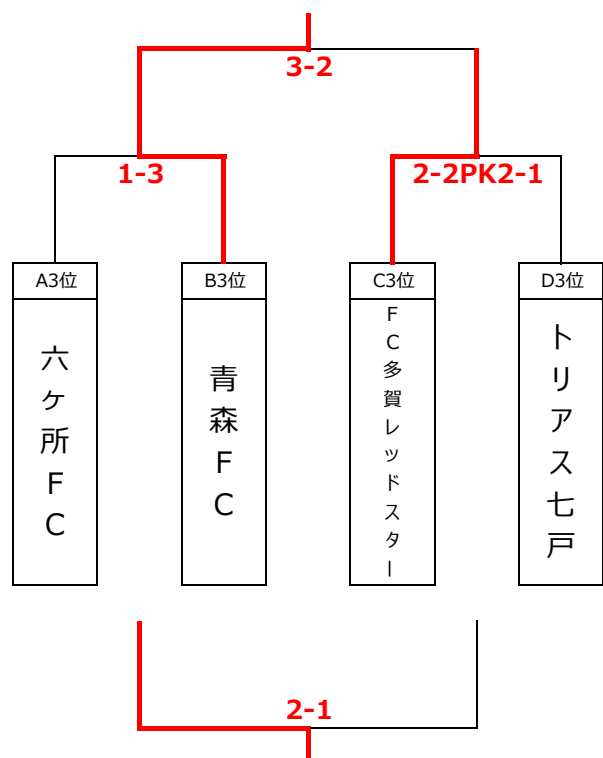 3-2
1-3
2-2PK2-1
A3位
B3位
C3位
D3位
六ケ所FC
青森FC
FC多賀レッドスター
トリアス七戸
2-1